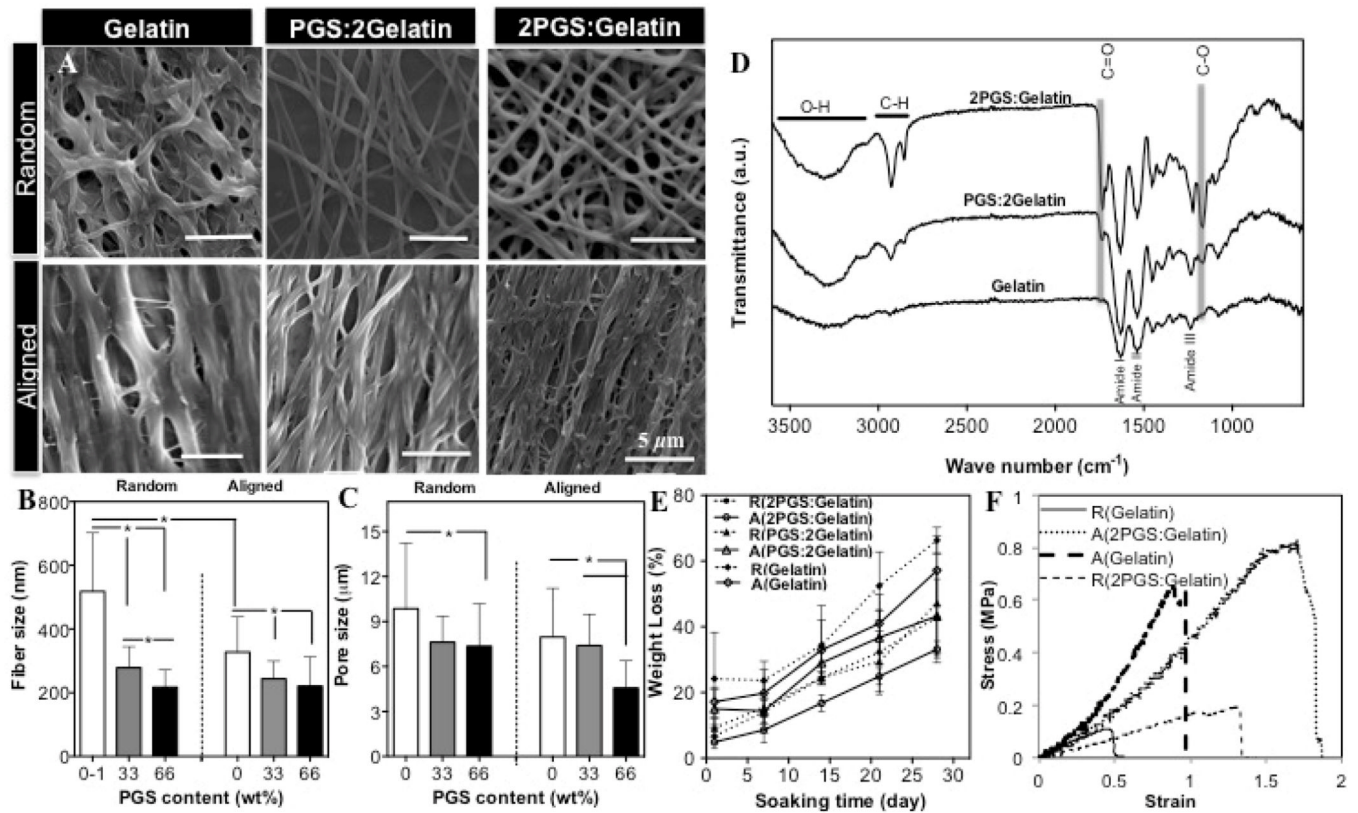 Gelatin
PGS:2Gelatin
2PGS:Gelatin
Random
Aligned
A
5 µm
D
C=O
C-O
O-H
C-H
2PGS:Gelatin
PGS:2Gelatin
Gelatin
Amide I
Amide II
Amide III
Transmittance (a.u.)
3500 3000 2500 2000 1500 1000
Wave number (cm-1)
B
Random Aligned
800
600
400
200
0
Fiber size (nm)
* * * *
0-1 33 66 0 33 66
PGS content (wt%)
C
Random Aligned
15
12
9
6
3
0
Pore size (µm)
* *
0 33 66 0 33 66
PGS content (wt%)
E
80
60
40
20
0
Weight Loss (%)
R(2PGS:Gelatin)
A(2PGS:Gelatin)
R(PGS:2Gelatin)
A(PGS:2Gelatin)
R(Gelatin)
A(Gelatin)
0 5 10 15 20 25 30
Soaking time (day)
F
1
0.8
0.6
0.4
0.2
0
Stress (MPa)
R(Gelatin)
A(2PGS:Gelatin)
A(Gelatin)
R(2PGS:Gelatin)
0 0.5 1 1.5 2
Strain